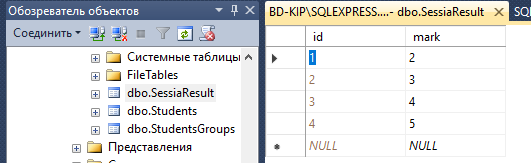 Обозреватель объектов
Соединить
Системные таблицы
FileTables
dbo.SessiaResult
dbo.Students
dbo.StudentsGroups
Представления
BD-KIP\SQLEXPRESS....- dbo.SessiaResult
SQL
id mark
1 2
2 3
3 4
4 5
NULL NULL